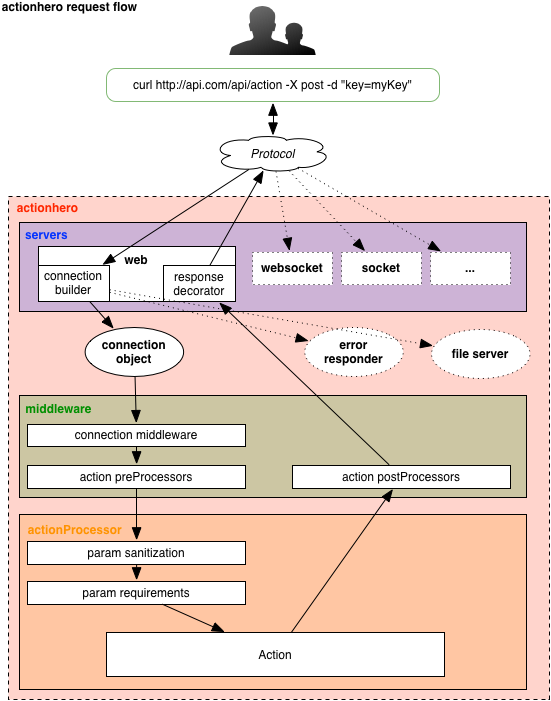 actionhero request flow
curl http://api.com/api/action -X post -d "key=myKey"
Protocol
actionhero
servers
web
connection
builder
response
decorator
websocket
socket
...
connection
object
error
responder
file server
middleware
connection middleware
action preProcessors
action postProcessors
actionProcessor
param sanitization
param requirements
Action